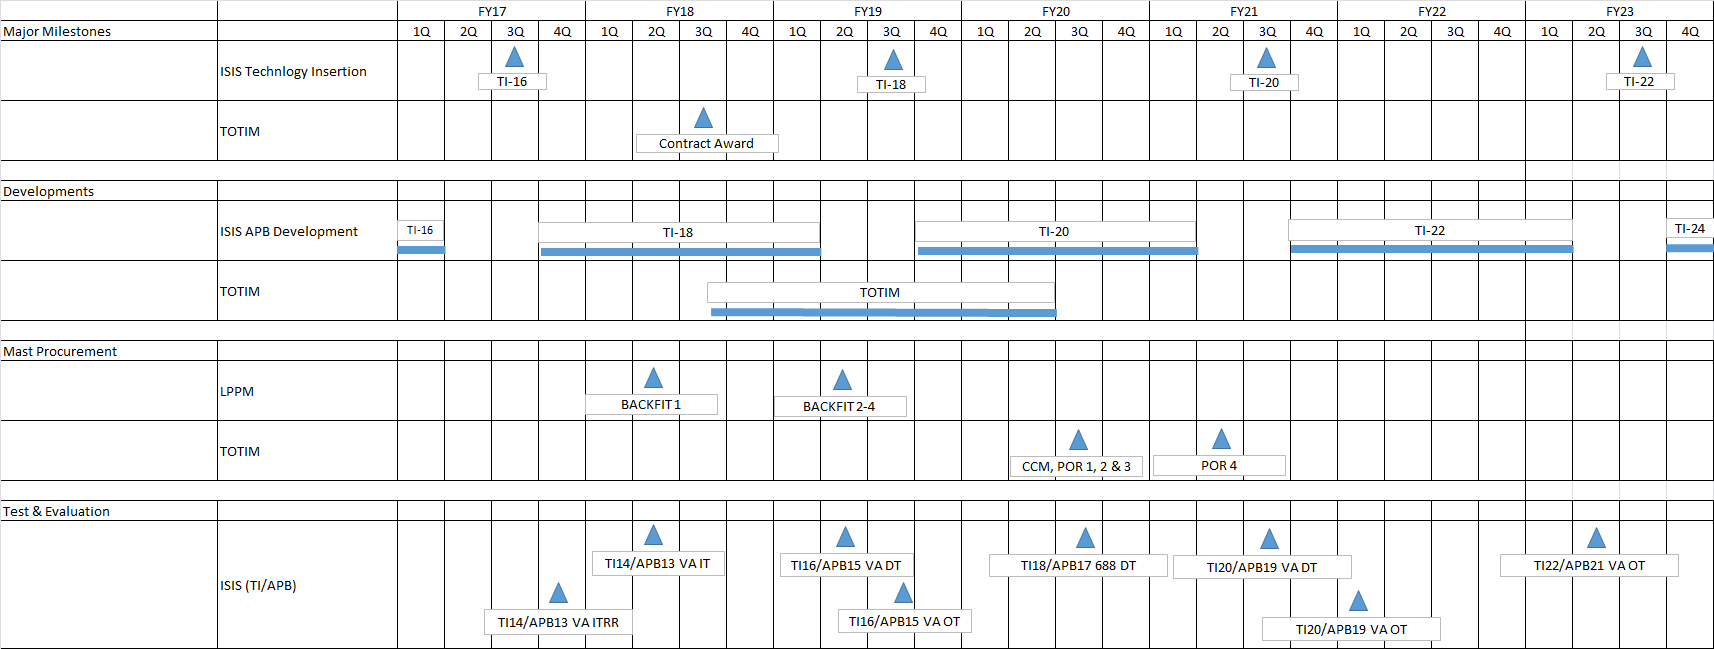 FY17 FY18 FY19 FY20 FY21 FY22 FY23
Major Milestones 1Q 2Q 3Q 4Q 1Q 2Q 3Q 4Q 1Q 2Q 3Q 4Q 1Q 2Q 3Q 4Q 1Q 2Q 3Q 4Q 1Q 2Q 3Q 4Q 1Q 2Q 3Q 4Q
ISIS Technlogy Insertion TI-16 TI-18 TI-20 TI-22
TOTIM Contract Award
Developments
ISIS APB Development TI-16 TI-18 TI-20 TI-22 TI-24
TOTIM TOTIM
Mast Procurement
LPPM BACKFIT 1 BACKFIT 2-4
TOTIM CCM, POR 1, 2 & 3 POR 4
Test & Evaluation
TI14/APB13 VA IT TI16/APB15 VA DT TI18/APB17 688 DT TI20/APB19 VA DT TI22/APB21 VA OT
ISIS (TI/APB)
TI14/APB13 VA ITRR TI16/APB15 VA OT TI20/APB19 VA OT